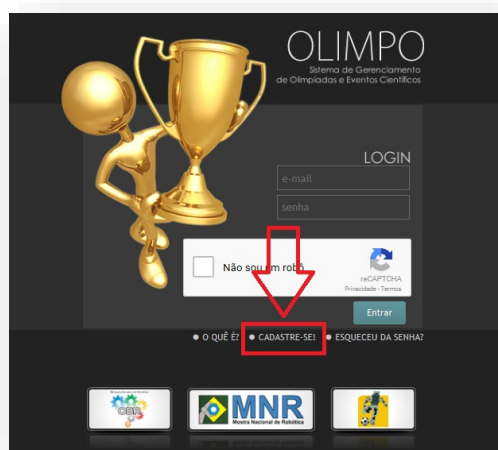 OLIMPO
Sistema de Gerenciamento
de Olimpíadas e Eventos Científicos
LOGIN
e-mail
senha
Não sou um robô
reCAPTCHA
Privacidade - Termos
Entrar
O QUÊ É? CADASTRE-SE! ESQUECEU DA SENHA?
OBR MNR
Mostra Nacional de Robótica